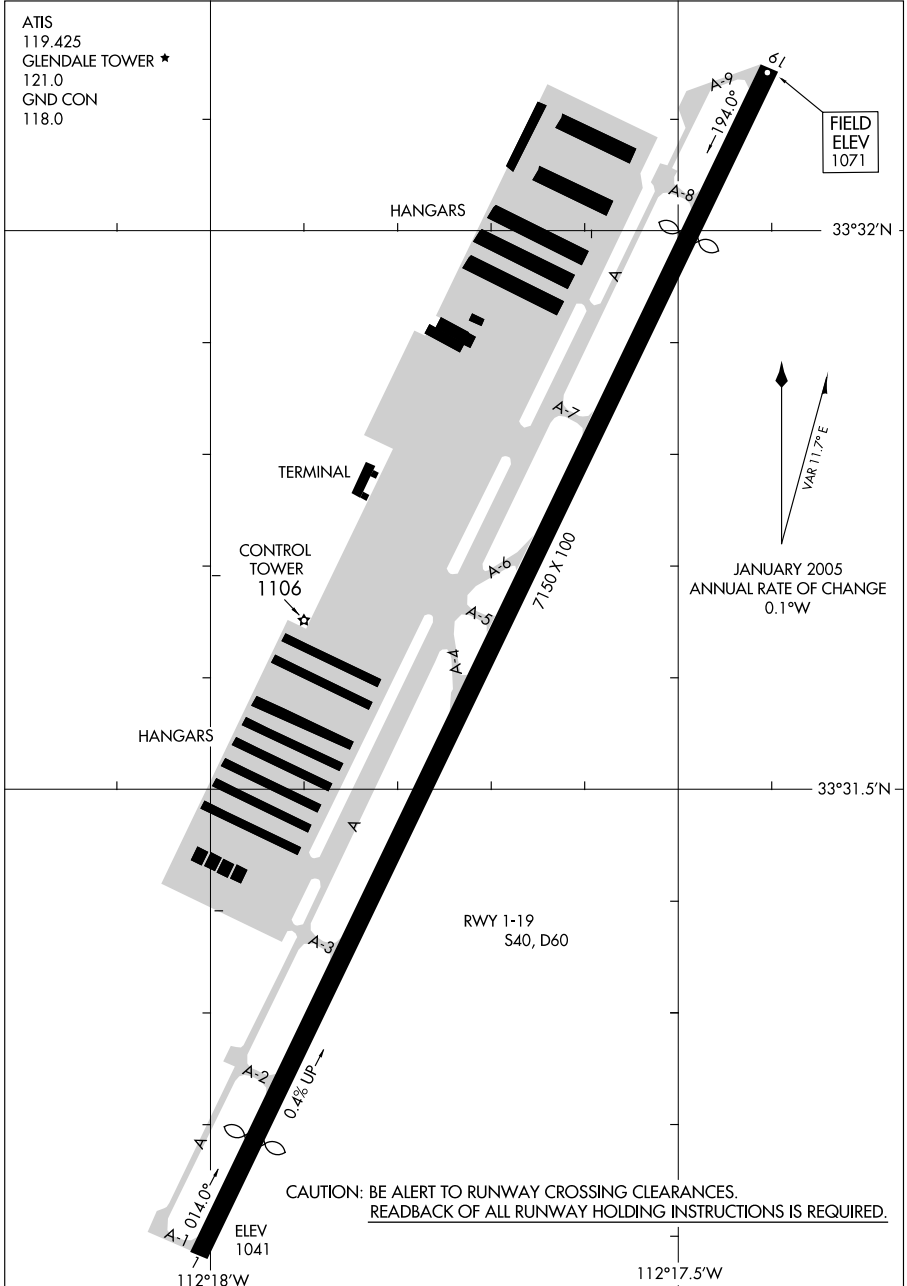 ATIS
119.425
GLENDALE TOWER ★
121.0
GND CON
118.0
19
A-9
194.0°
FIELD
ELEV
1071
A-8
HANGARS
33°32'N
A
A-7
VAR 11.7° E
TERMINAL
7150 X 100
CONTROL
TOWER
1106
A-6
JANUARY 2005
ANNUAL RATE OF CHANGE
0.1°W
A-5
A-4
HANGARS
33°31.5'N
A
RWY 1-19
S40, D60
A-3
A-2
0.4% UP
A
014.0°
CAUTION: BE ALERT TO RUNWAY CROSSING CLEARANCES.
READBACK OF ALL RUNWAY HOLDING INSTRUCTIONS IS REQUIRED.
A-1
1
ELEV
1041
112°18'W
112°17.5'W